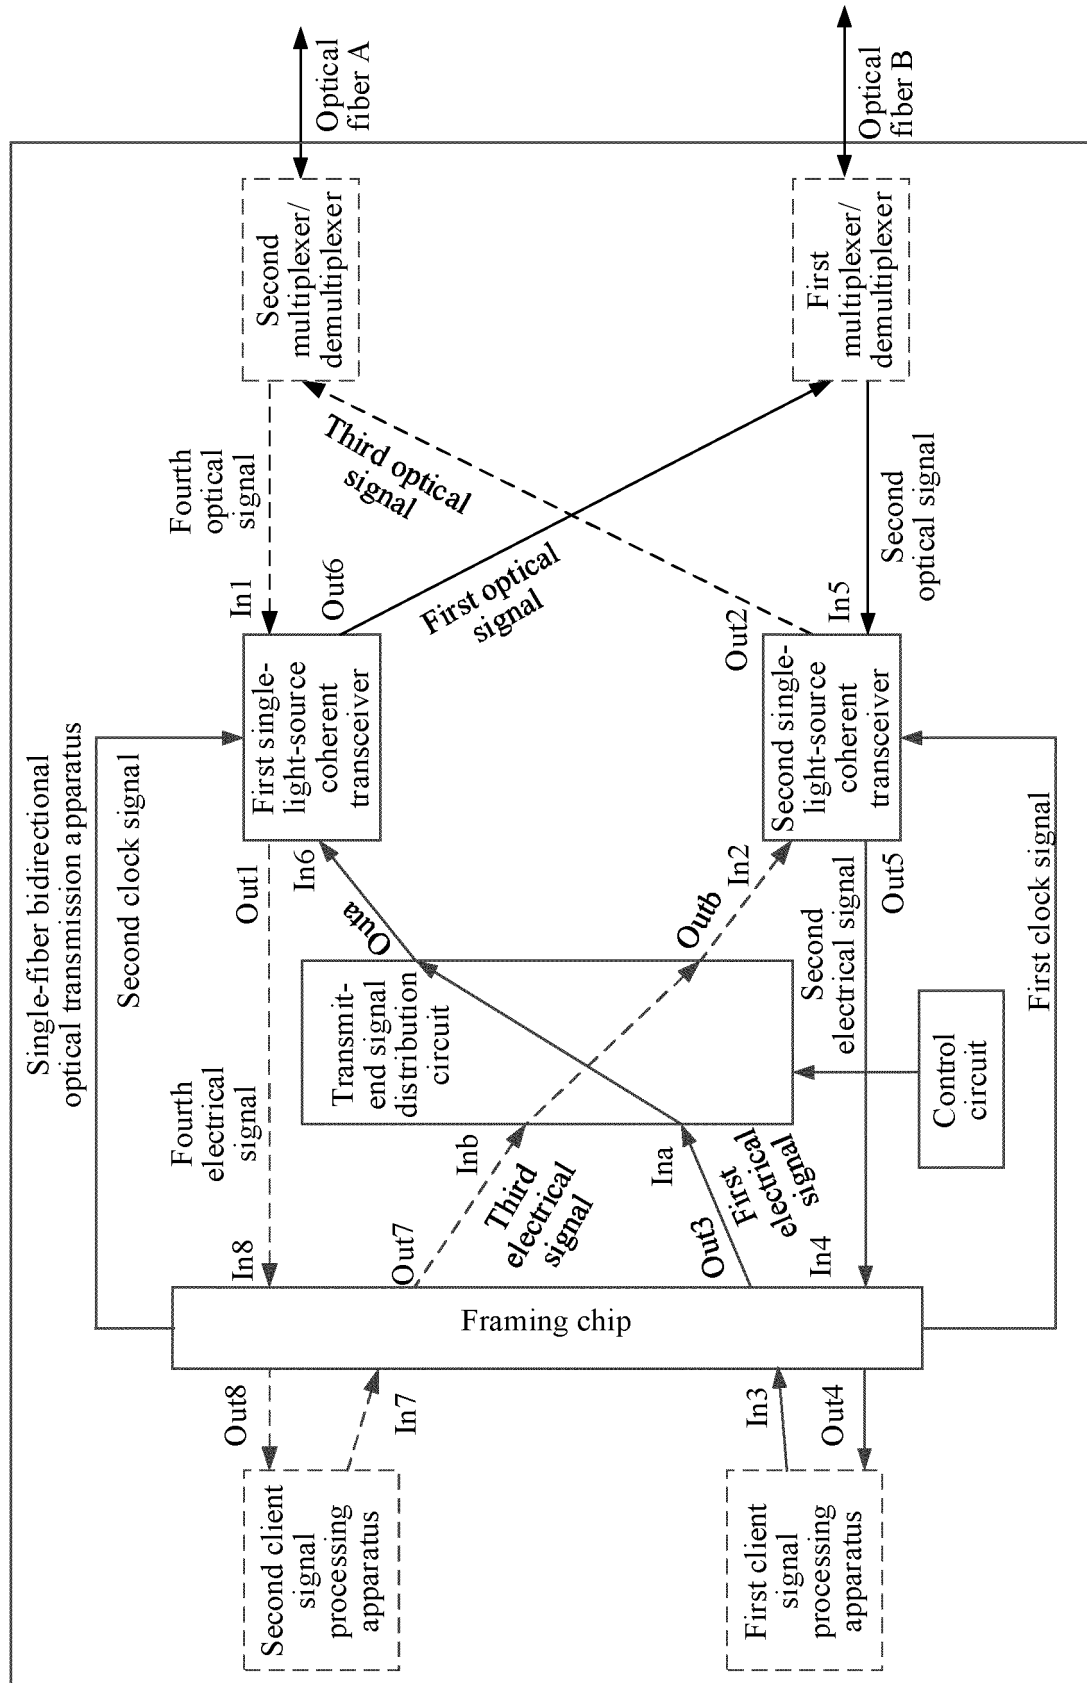 Single-fiber bidirectional
optical transmission apparatus
Second clock signal
Second client
signal
processing
apparatus
Out8
In7
In8
Fourth
electrical
signal
Out1
First single-
light-source
coherent
transceiver
In1
Fourth
optical
signal
Second
multiplexer/
demultiplexer
Optical
fiber A
Out7
Third
electrical
signal
Inb
Transmit-
end signal
distribution
circuit
Outa
In6
Out6
First optical
signal
Third optical
signal
Framing chip
Out3
First
electrical
signal
Ina
Outb
In2
Out2
First client
signal
processing
apparatus
In3
Out4
In4
Second
electrical signal
Out5
Second single-
light-source
coherent
transceiver
In5
Second
optical signal
First
multiplexer/
demultiplexer
Optical
fiber B
Control
circuit
First clock signal